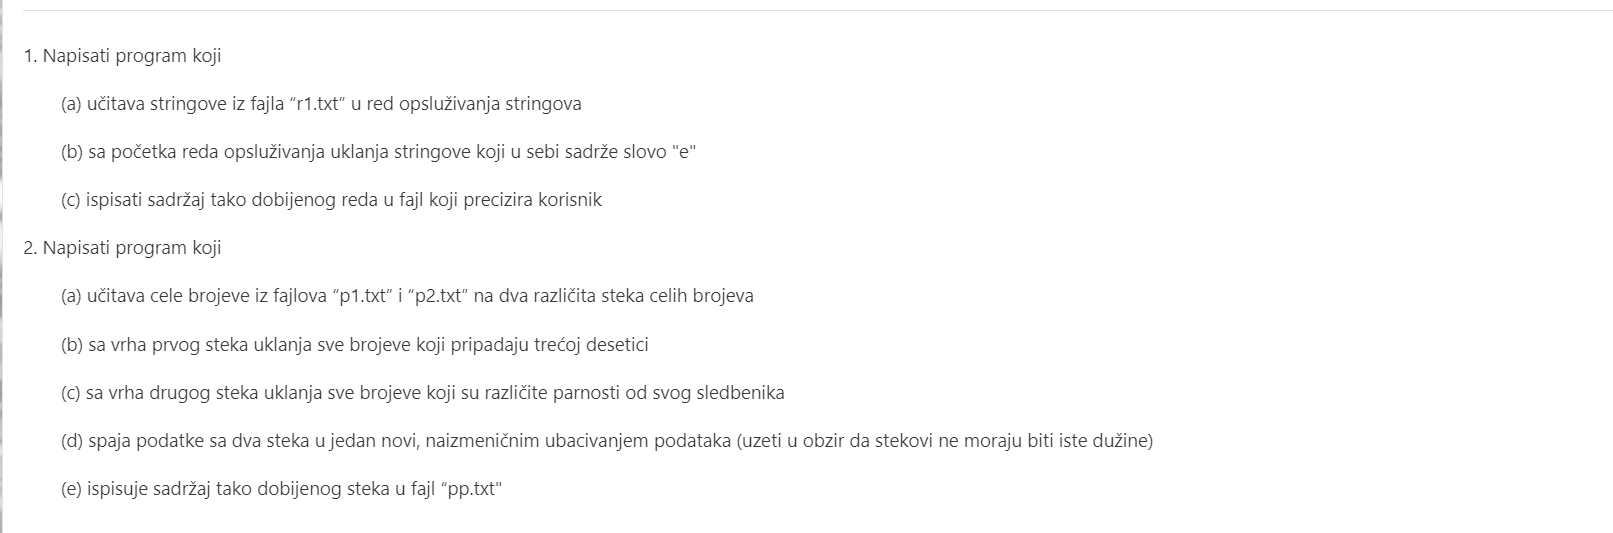 1. Napisati program koji
(a) učitava stringove iz fajla “r1.txt” u red opsluživanja stringova
(b) sa početka reda opsluživanja uklanja stringove koji u sebi sadrže slovo "e"
(c) ispisati sadržaj tako dobijenog reda u fajl koji precizira korisnik
2. Napisati program koji
(a) učitava cele brojeve iz fajlova “p1.txt” i “p2.txt” na dva različita steka celih brojeva
(b) sa vrha prvog steka uklanja sve brojeve koji pripadaju trećoj desetici
(c) sa vrha drugog steka uklanja sve brojeve koji su različite parnosti od svog sledbenika
(d) spaja podatke sa dva steka u jedan novi, naizmeničnim ubacivanjem podataka (uzeti u obzir da stekovi ne moraju biti iste dužine)
(e) ispisuje sadržaj tako dobijenog steka u fajl “pp.txt"